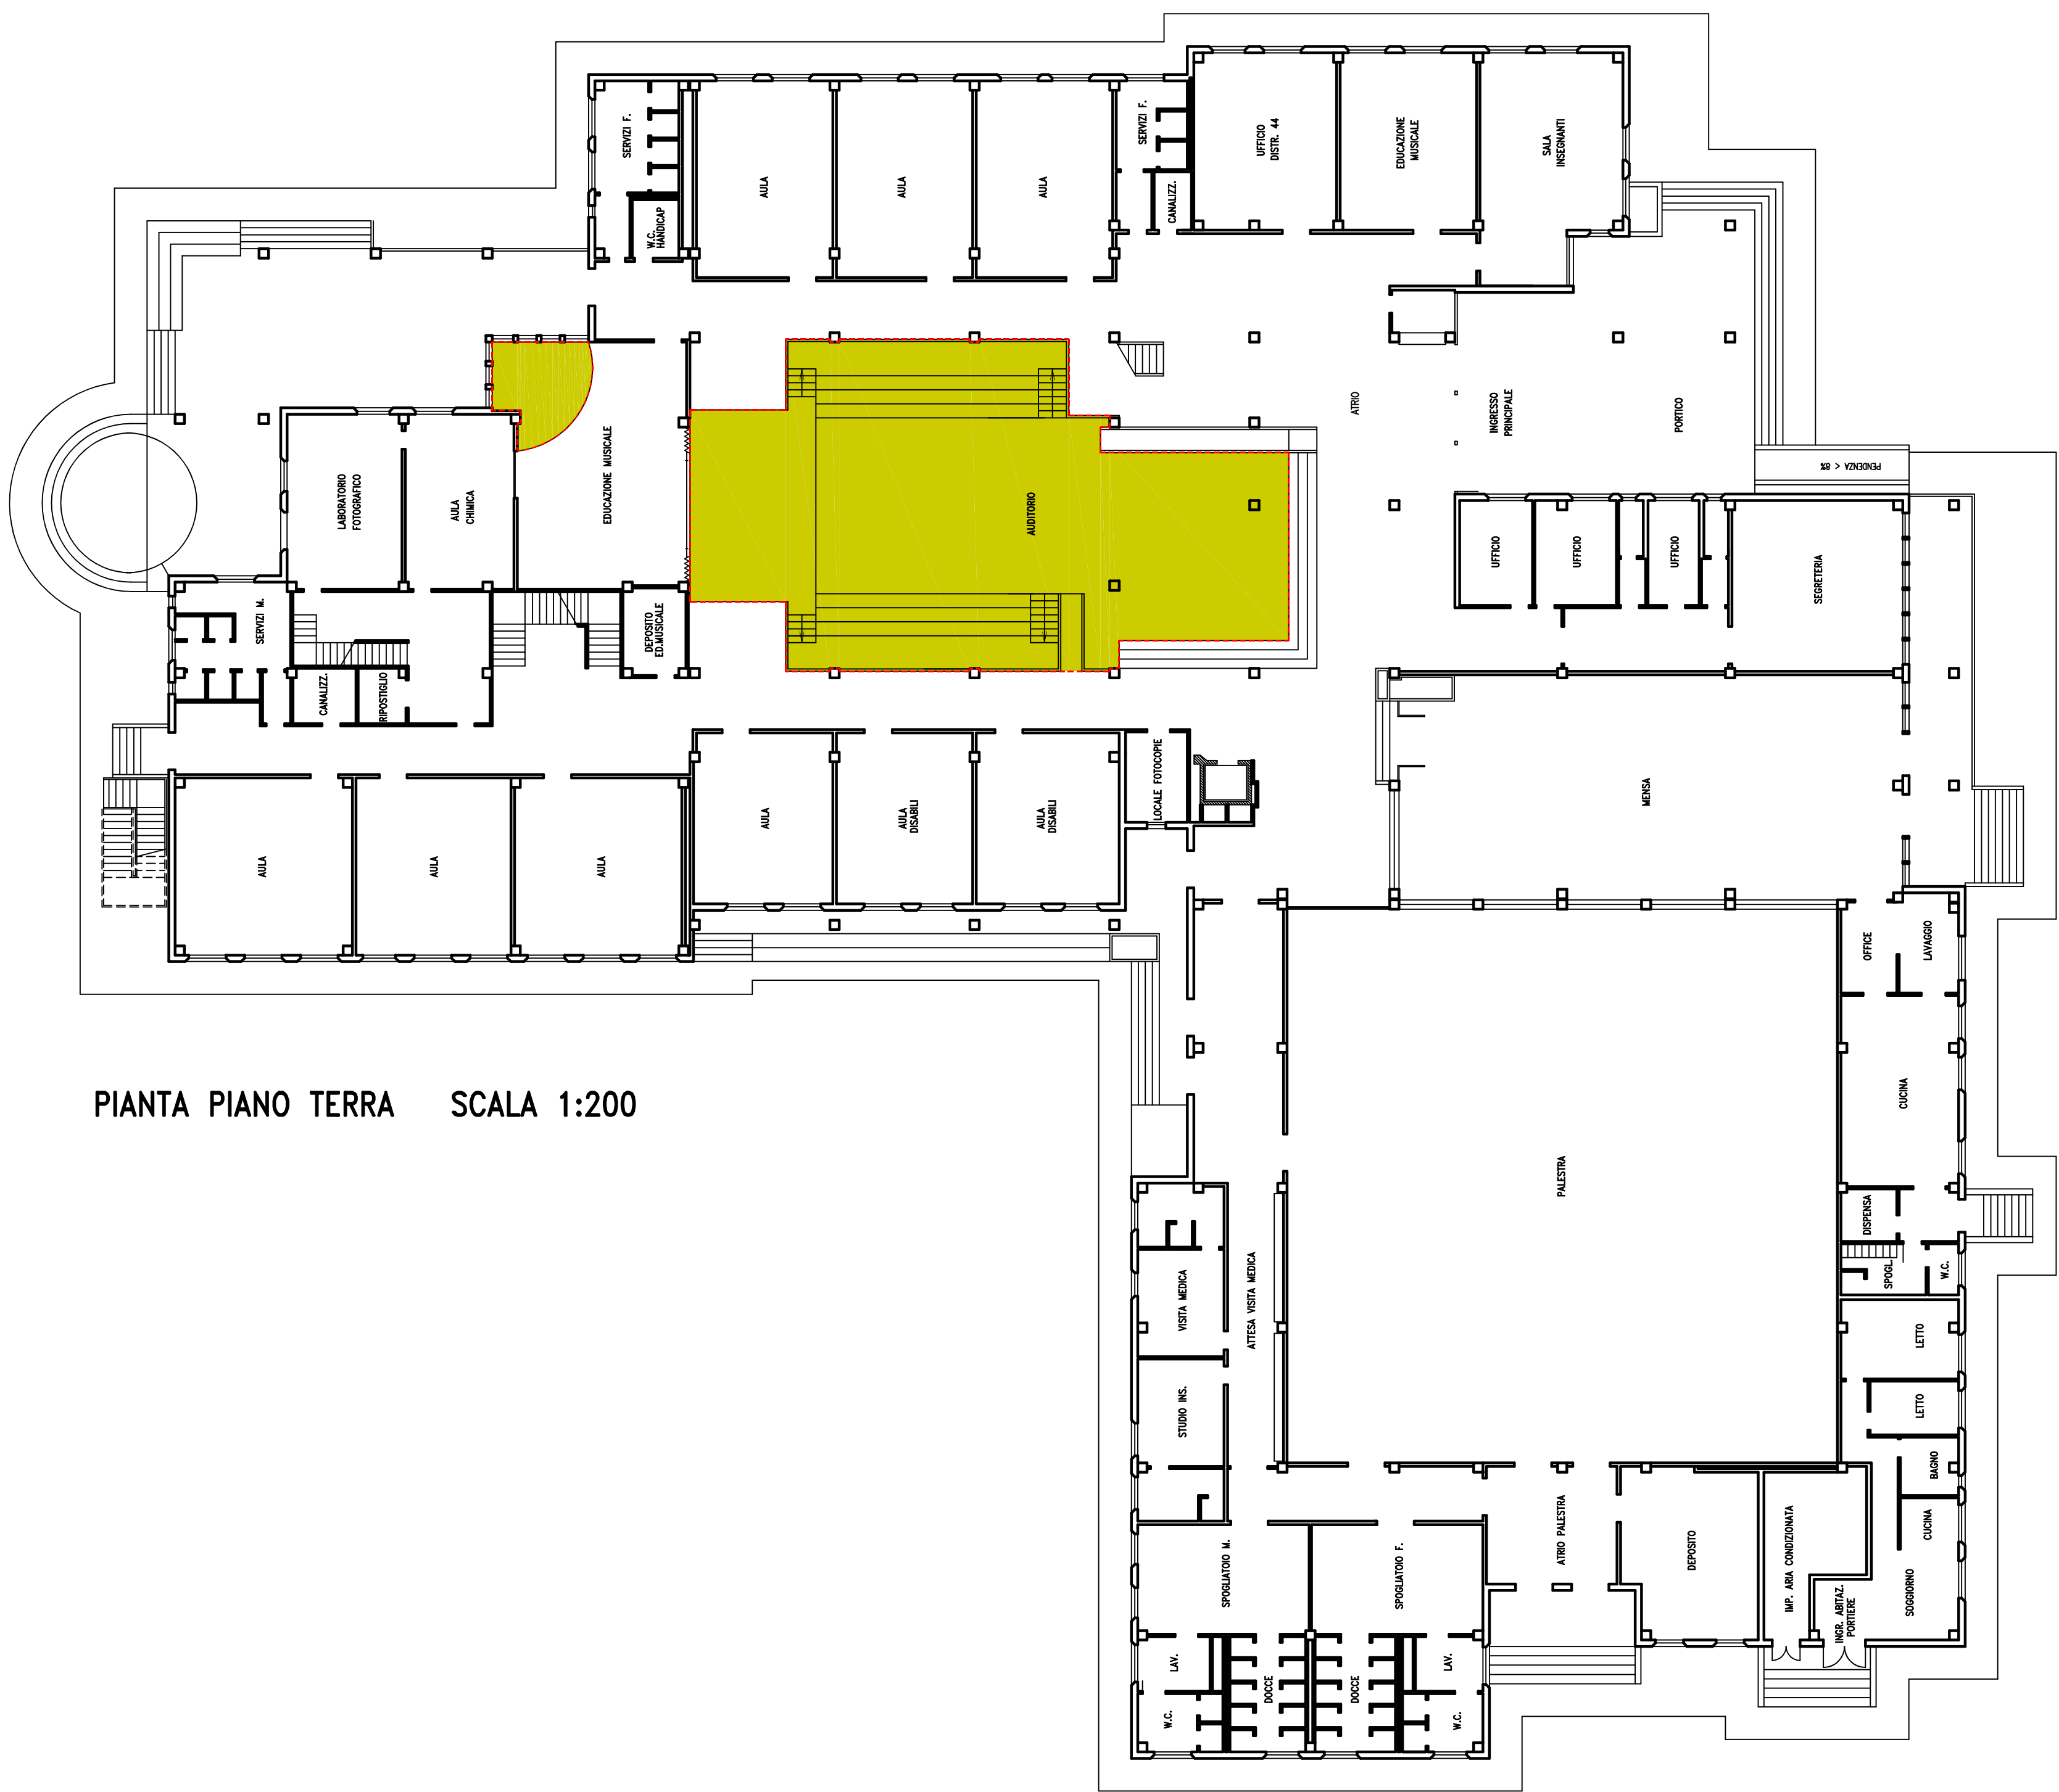 SERVIZI F.
W.C.
HANDICAP
AULA
AULA
AULA
SERVIZI F.
CANALIZZ.
UFFICIO
DISTR. 44
EDUCAZIONE
MUSICALE
SALA
INSEGNANTI
LABORATORIO
FOTOGRAFICO
AULA
CHIMICA
EDUCAZIONE MUSICALE
AUDITORIO
ATRIO
INGRESSO
PRINCIPALE
PORTICO
PENDENZA < 8%
UFFICIO
UFFICIO
UFFICIO
SEGRETERIA
SERVIZI M.
CANALIZZ.
RIPOSTIGLIO
DEPOSITO
ED.MUSICALE
AULA
AULA
AULA
AULA
AULA
DISABILI
AULA
DISABILI
LOCALE FOTOCOPIE
MENSA
OFFICE
LAVAGGIO
CUCINA
PIANTA PIANO TERRA SCALA 1:200
PALESTRA
DISPENSA
SPOGL.
W.C.
VISITA MEDICA
ATTESA VISITA MEDICA
STUDIO INS.
LETTO
LETTO
BAGNO
CUCINA
SOGGIORNO
SPOGLIATOIO M.
SPOGLIATOIO F.
ATRIO PALESTRA
DEPOSITO
IMP. ARIA CONDIZIONATA
INGR. ABITAZ.
PORTIERE
LAV.
DOCCE
DOCCE
LAV.
W.C.
W.C.